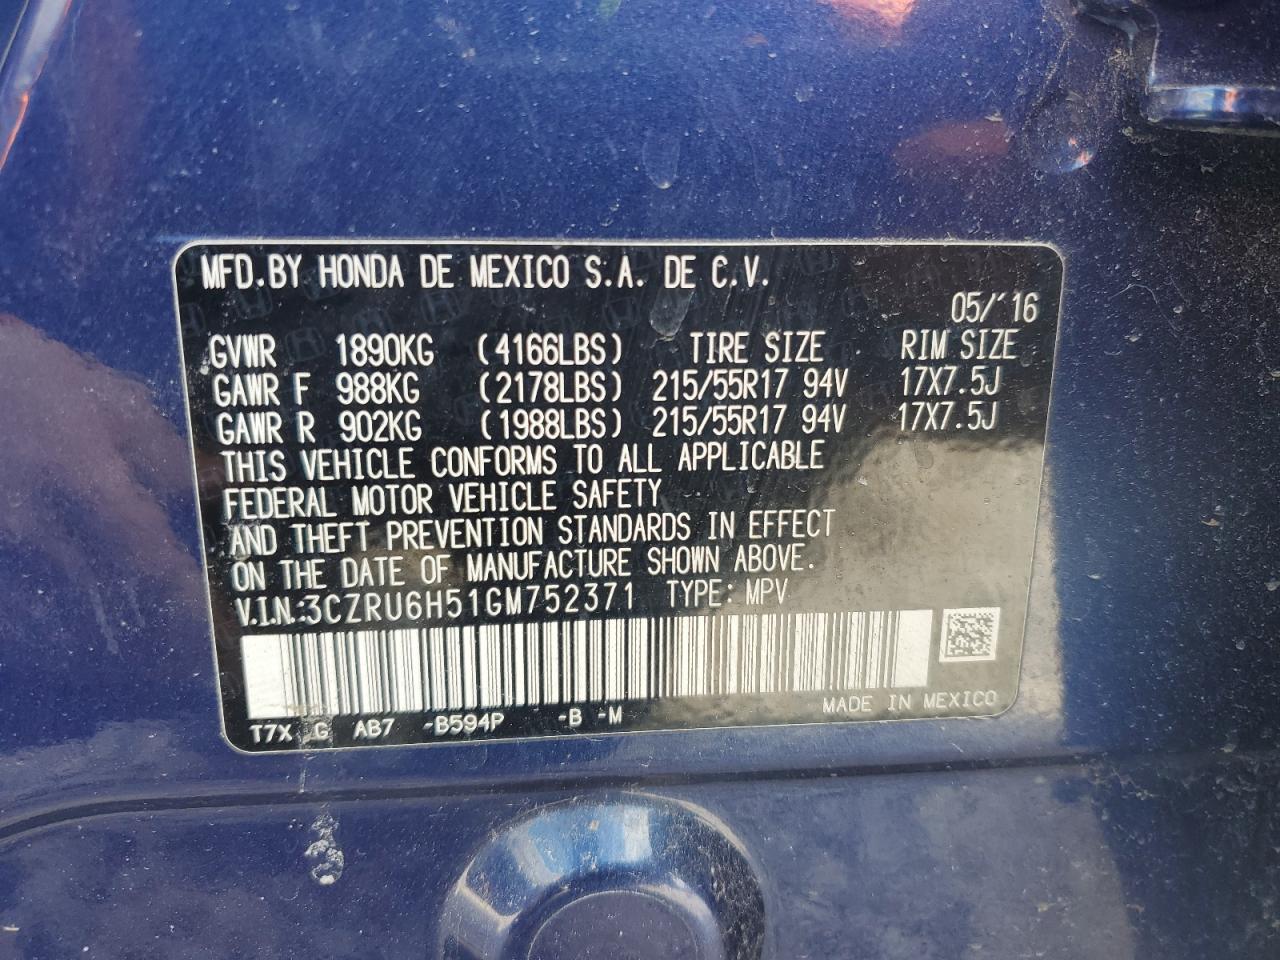 MFD.BY HONDA DE MEXICO S.A. DE C.V.
05/'16
GVWR 1890KG (4166LBS) TIRE SIZE RIM SIZE
GAWR F 988KG (2178LBS) 215/55R17 94V 17X7.5J
GAWR R 902KG (1988LBS) 215/55R17 94V 17X7.5J
THIS VEHICLE CONFORMS TO ALL APPLICABLE
FEDERAL MOTOR VEHICLE SAFETY
AND THEFT PREVENTION STANDARDS IN EFFECT
ON THE DATE OF MANUFACTURE SHOWN ABOVE.
V.I.N.:3CZRU6H51GM752371 TYPE: MPV
MADE IN MEXICO
T7X G AB7 -B594P -B -M